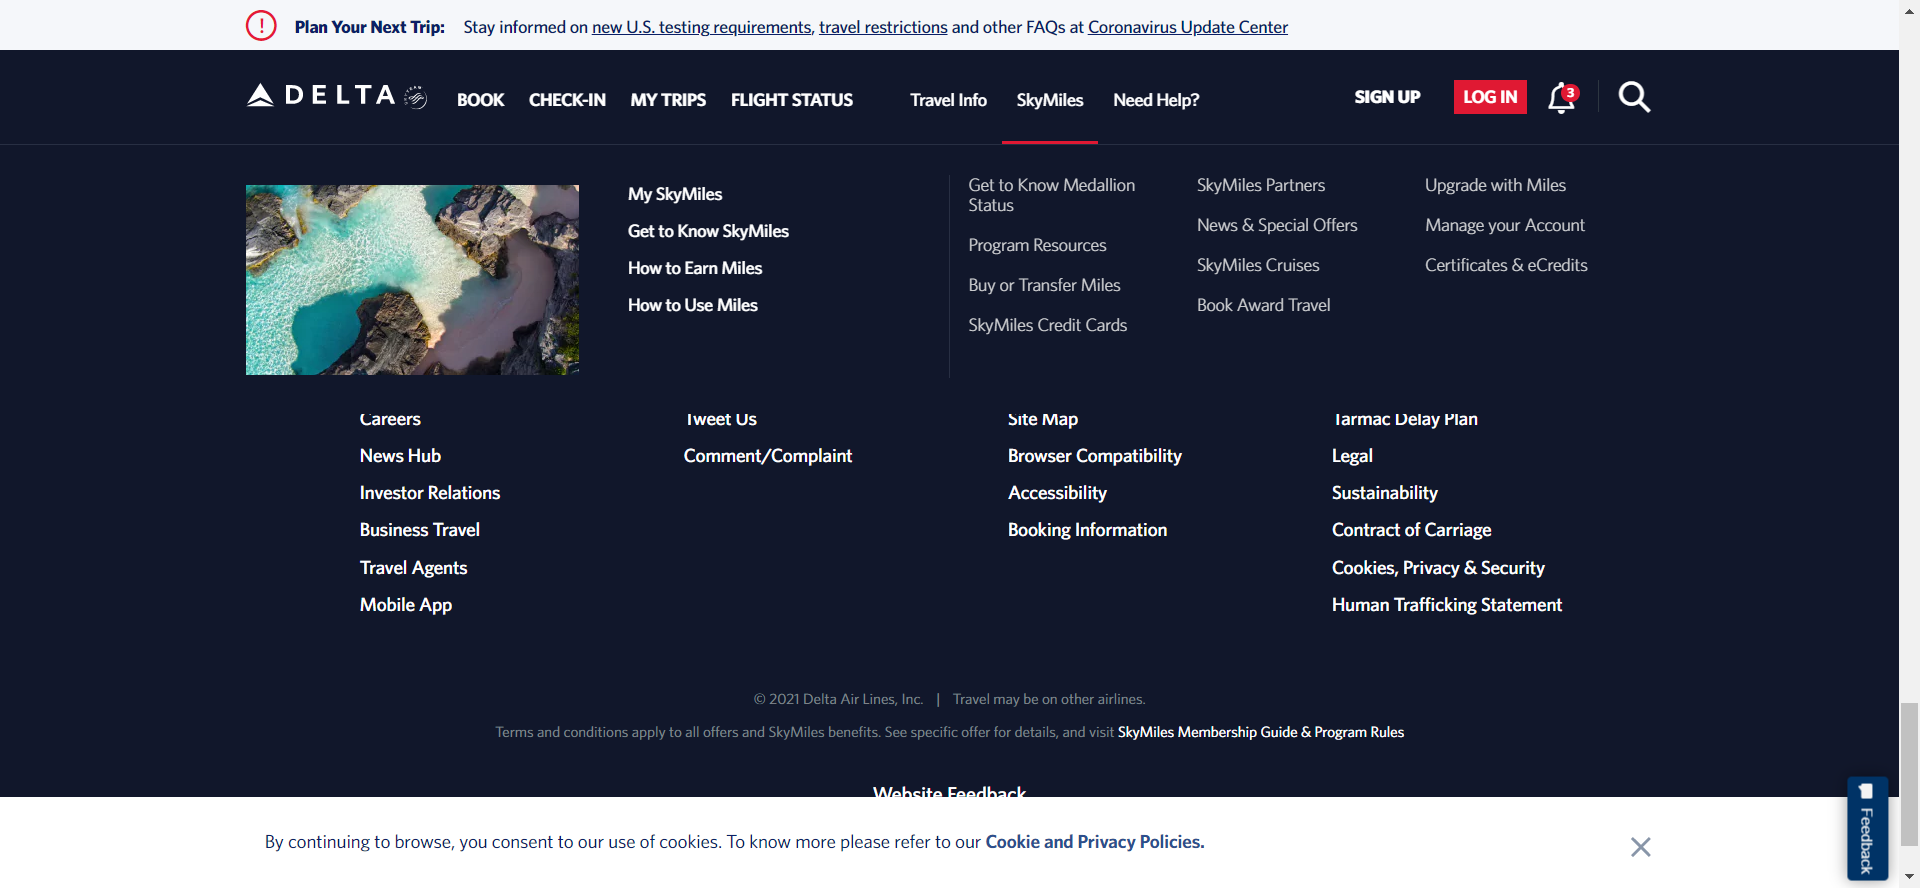 Plan Your Next Trip: Stay informed on new U.S. testing requirements, travel restrictions and other FAQs at Coronavirus Update Center
DELTA BOOK CHECK-IN MY TRIPS FLIGHT STATUS Travel Info SkyMiles Need Help? SIGN UP LOG IN 3
My SkyMiles
Get to Know SkyMiles
How to Earn Miles
How to Use Miles
Get to Know Medallion
Status
Program Resources
Buy or Transfer Miles
SkyMiles Credit Cards
SkyMiles Partners
News & Special Offers
SkyMiles Cruises
Book Award Travel
Upgrade with Miles
Manage your Account
Certificates & eCredits
Careers
News Hub
Investor Relations
Business Travel
Travel Agents
Mobile App
Tweet Us
Comment/Complaint
Site Map
Browser Compatibility
Accessibility
Booking Information
Tarmac Delay Plan
Legal
Sustainability
Contract of Carriage
Cookies, Privacy & Security
Human Trafficking Statement
© 2021 Delta Air Lines, Inc. | Travel may be on other airlines.
Terms and conditions apply to all offers and SkyMiles benefits. See specific offer for details, and visit SkyMiles Membership Guide & Program Rules
Website Feedback
By continuing to browse, you consent to our use of cookies. To know more please refer to our Cookie and Privacy Policies.
Feedback